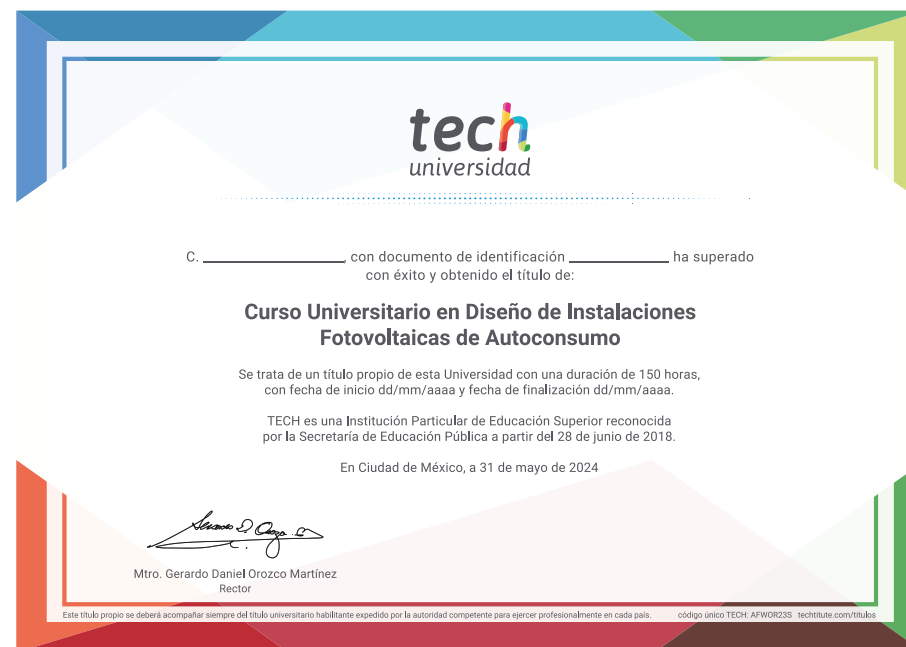 tech
universidad
C. ____________, con documento de identificación ____________ ha superado
con éxito y obtenido el título de:
Curso Universitario en Diseño de Instalaciones
Fotovoltaicas de Autoconsumo
Se trata de un título propio de esta Universidad con una duración de 150 horas,
con fecha de inicio dd/mm/aaaa y fecha de finalización dd/mm/aaaa.
TECH es una Institución Particular de Educación Superior reconocida
por la Secretaría de Educación Pública a partir del 28 de junio de 2018.
En Ciudad de México, a 31 de mayo de 2024
Mtro. Gerardo Daniel Orozco Martínez
Rector
Este título propio se deberá acompañar siempre del título universitario habilitante expedido por la autoridad competente para ejercer profesionalmente en cada país. código único TECH: AFWOR23S techtitute.com/titulos